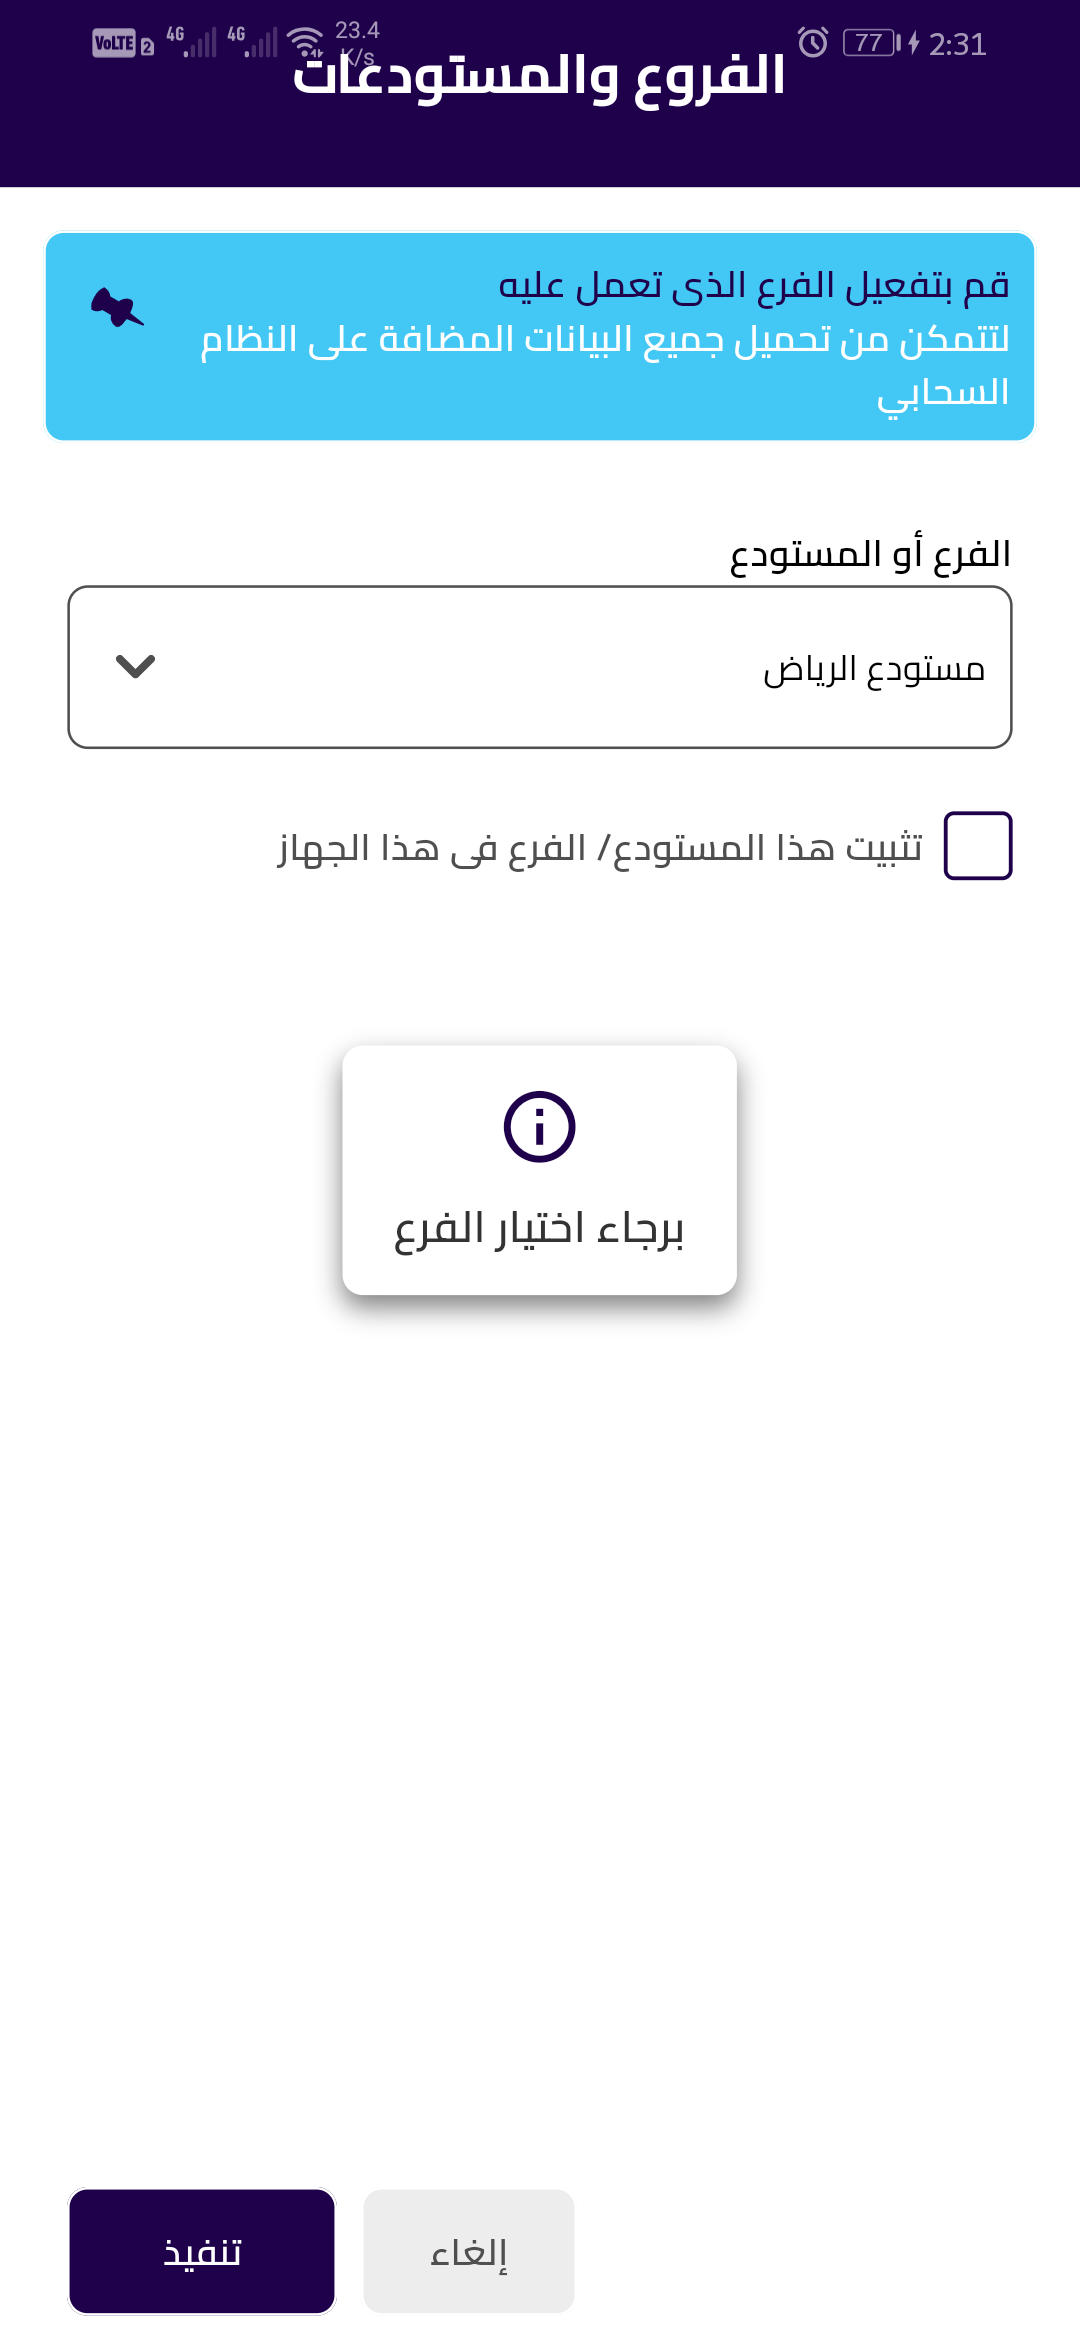 VoLTE 2 4G 4G 23.4 K/s 77 2:31
الفروع والمستودعات
قم بتفعيل الفرع الذى تعمل عليه
لتتمكن من تحميل جميع البيانات المضافة على النظام
السحابي
الفرع أو المستودع
مستودع الرياض
تثبيت هذا المستودع/ الفرع فى هذا الجهاز
برجاء اختيار الفرع
إلغاء
تنفيذ